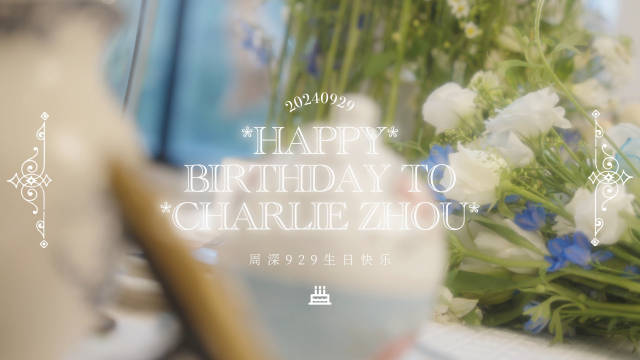 20240929
*HAPPY*
BIRTHDAY TO
*CHARLIE ZHOU*
周深929生日快乐